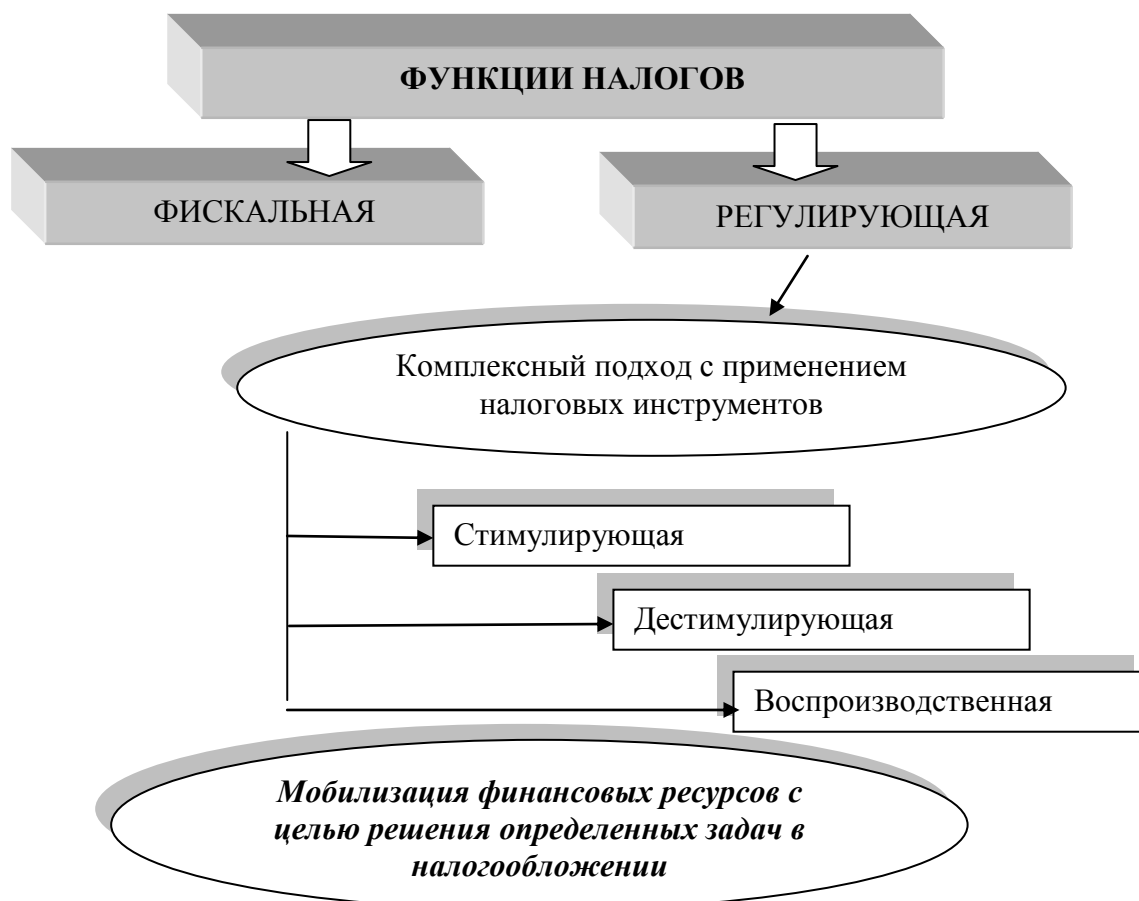 ФУНКЦИИ НАЛОГОВ
ФИСКАЛЬНАЯ
РЕГУЛИРУЮЩАЯ
Комплексный подход с применением
налоговых инструментов
Стимулирующая
Дестимулирующая
Воспроизводственная
Мобилизация финансовых ресурсов с
целью решения определенных задач в
налогообложении